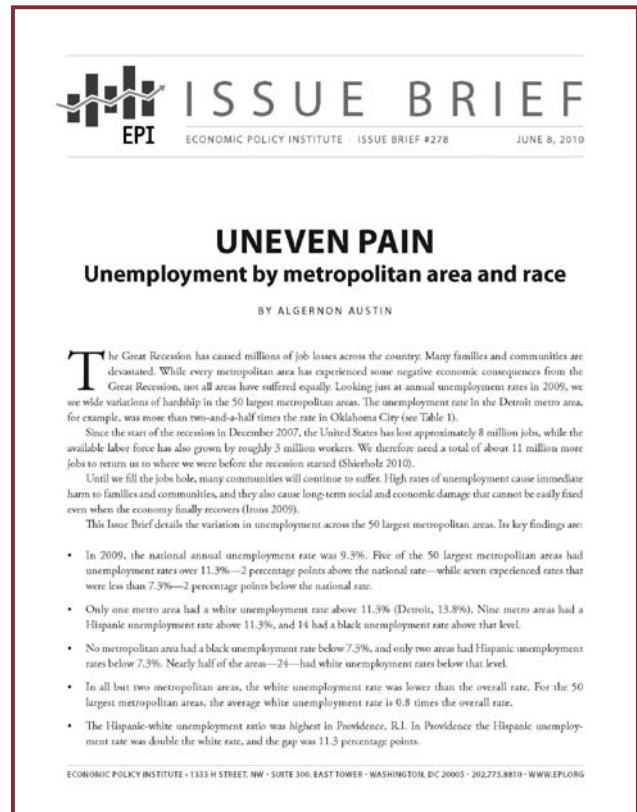 EPI
ISSUE BRIEF
ECONOMIC POLICY INSTITUTE | ISSUE BRIEF #278 JUNE 8, 2010
UNEVEN PAIN
Unemployment by metropolitan area and race
BY ALGERNON AUSTIN
The Great Recession has caused millions of job losses across the country. Many families and communities are
devastated. While every metropolitan area has experienced some negative economic consequences from the
Great Recession, not all areas have suffered equally. Looking just at annual unemployment rates in 2009, we
see wide variations of hardship in the 50 largest metropolitan areas. The unemployment rate in the Detroit metro area,
for example, was more than two-and-a-half times the rate in Oklahoma City (see Table 1).
Since the start of the recession in December 2007, the United States has lost approximately 8 million jobs, while the
available labor force has also grown by roughly 3 million workers. We therefore need a total of about 11 million more
jobs to return us to where we were before the recession started (Shierholz 2010).
Until we fill the jobs hole, many communities will continue to suffer. High rates of unemployment cause immediate
harm to families and communities, and they also cause long-term social and economic damage that cannot be easily fixed
even when the economy finally recovers (Irons 2009).
This Issue Brief details the variation in unemployment across the 50 largest metropolitan areas. Its key findings are:
• In 2009, the national annual unemployment rate was 9.3%. Five of the 50 largest metropolitan areas had
unemployment rates over 11.3%—2 percentage points above the national rate—while seven experienced rates that
were less than 7.3%—2 percentage points below the national rate.
• Only one metro area had a white unemployment rate above 11.3% (Detroit, 13.8%). Nine metro areas had a
Hispanic unemployment rate above 11.3%, and 14 had a black unemployment rate above that level.
• No metropolitan area had a black unemployment rate below 7.3%, and only two areas had Hispanic unemployment
rates below 7.3%. Nearly half of the areas—24—had white unemployment rates below that level.
• In all but two metropolitan areas, the white unemployment rate was lower than the overall rate. For the 50
largest metropolitan areas, the average white unemployment rate is 0.8 times the overall rate.
• The Hispanic-white unemployment ratio was highest in Providence, R.I. In Providence the Hispanic unemploy-
ment rate was double the white rate, and the gap was 11.3 percentage points.
ECONOMIC POLICY INSTITUTE • 1333 H STREET, NW • SUITE 300, EAST TOWER • WASHINGTON, DC 20005 • 202.775.8810 • WWW.EPI.ORG